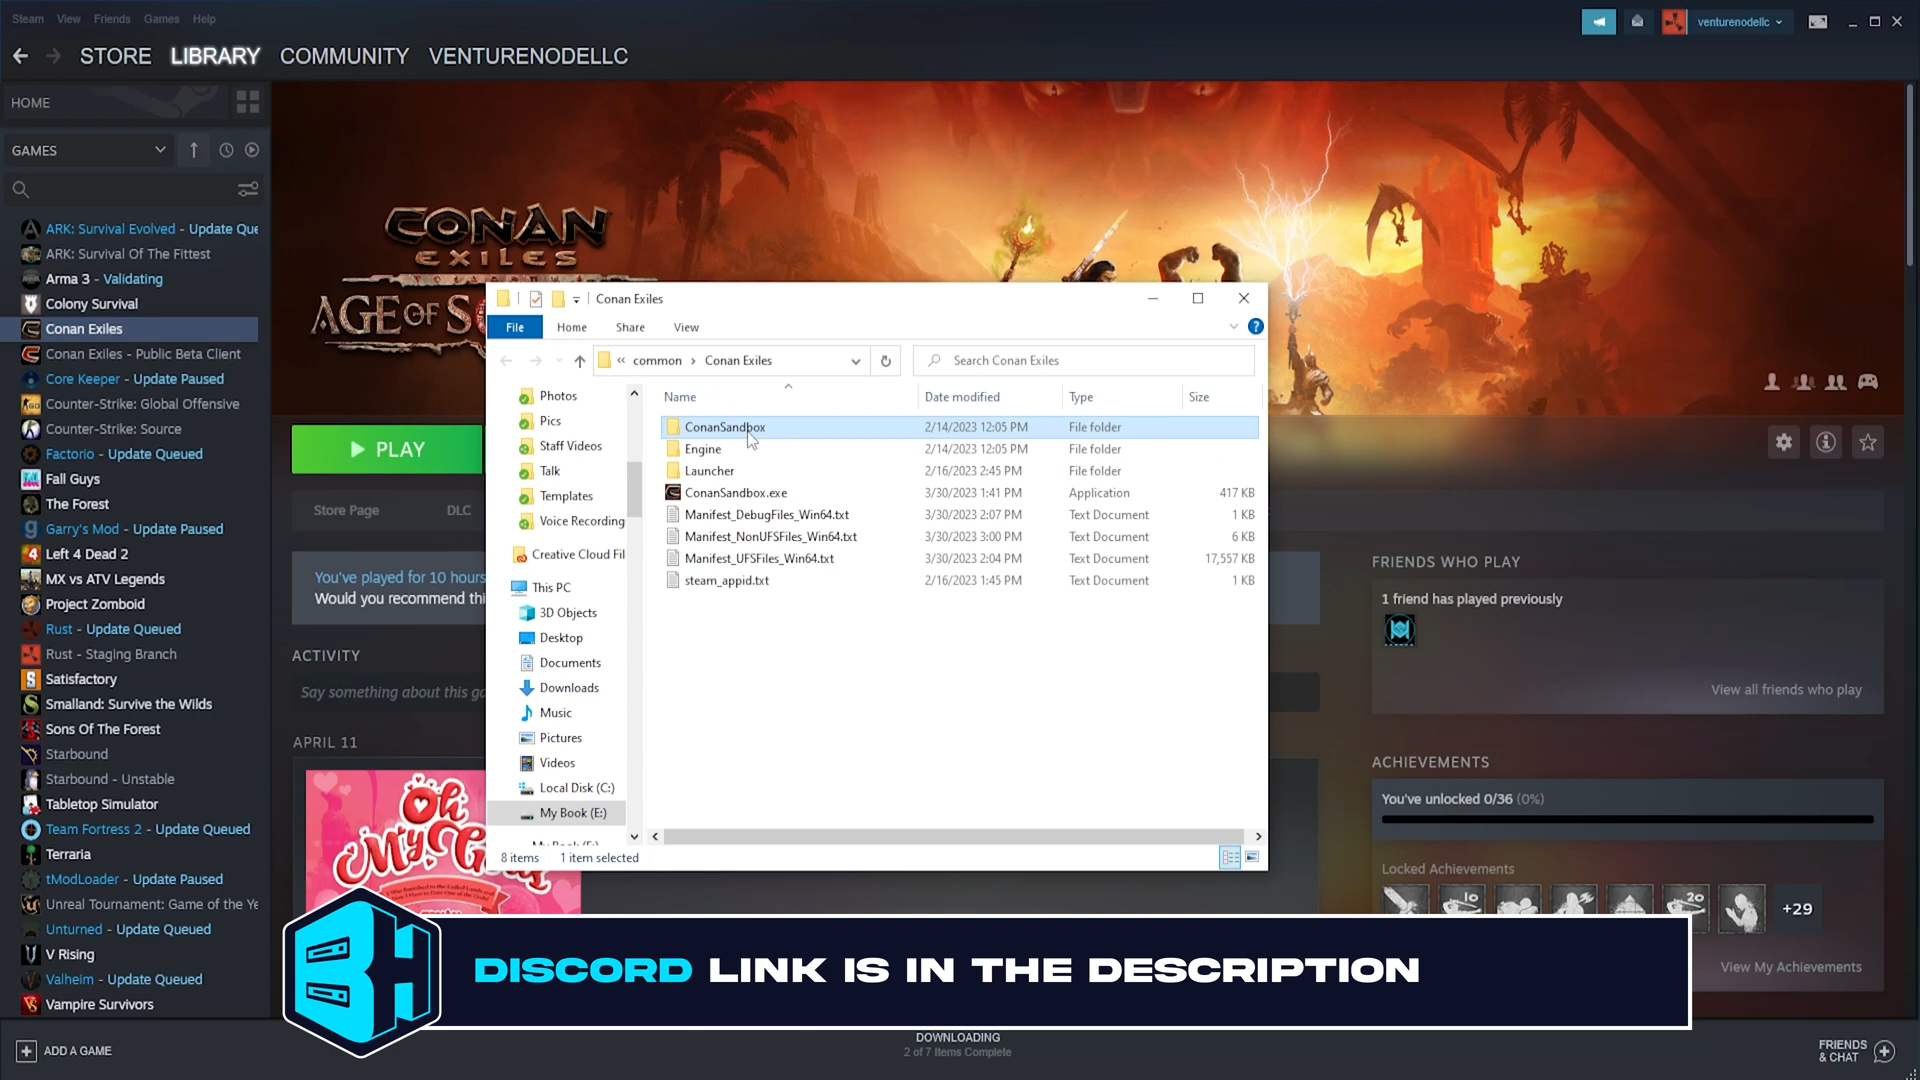 Steam View Friends Games Help
venturenodellc
STORE LIBRARY COMMUNITY VENTURENODELLC
HOME
GAMES
ARK: Survival Evolved - Update Que
ARK: Survival Of The Fittest
Arma 3 - Validating
Colony Survival
Conan Exiles
Conan Exiles - Public Beta Client
Core Keeper - Update Paused
Counter-Strike: Global Offensive
Counter-Strike: Source
Factorio - Update Queued
Fall Guys
The Forest
Garry's Mod - Update Paused
Left 4 Dead 2
MX vs ATV Legends
Project Zomboid
Rust - Update Queued
Rust - Staging Branch
Satisfactory
Smalland: Survive the Wilds
Sons Of The Forest
Starbound
Starbound - Unstable
Tabletop Simulator
Team Fortress 2 - Update Queued
Terraria
tModLoader - Update Paused
Unreal Tournament: Game of the Ye
Unturned - Update Queued
V Rising
Valheim - Update Queued
Vampire Survivors
ADD A GAME
CONAN
EXILES
AGE OF S
PLAY
Store Page DLC
You've played for 10 hours
Would you recommend thi
ACTIVITY
Say something about this ga
APRIL 11
Oh
My G
Conan Exiles
File Home Share View
common > Conan Exiles
Search Conan Exiles
Photos
Pics
Staff Videos
Talk
Templates
Voice Recording
Creative Cloud Fil
This PC
3D Objects
Desktop
Documents
Downloads
Music
Pictures
Videos
Local Disk (C:)
My Book (E:)
Name Date modified Type Size
ConanSandbox 2/14/2023 12:05 PM File folder
Engine 2/14/2023 12:05 PM File folder
Launcher 2/16/2023 2:45 PM File folder
ConanSandbox.exe 3/30/2023 1:41 PM Application 417 KB
Manifest_DebugFiles_Win64.txt 3/30/2023 2:07 PM Text Document 1 KB
Manifest_NonUFSFiles_Win64.txt 3/30/2023 3:00 PM Text Document 6 KB
Manifest_UFSFiles_Win64.txt 3/30/2023 2:04 PM Text Document 17,557 KB
steam_appid.txt 2/16/2023 1:45 PM Text Document 1 KB
8 items 1 item selected
FRIENDS WHO PLAY
1 friend has played previously
View all friends who play
ACHIEVEMENTS
You've unlocked 0/36 (0%)
Locked Achievements
10
20
+29
View My Achievements
DISCORD LINK IS IN THE DESCRIPTION
DOWNLOADING
2 of 7 Items Complete
FRIENDS
& CHAT